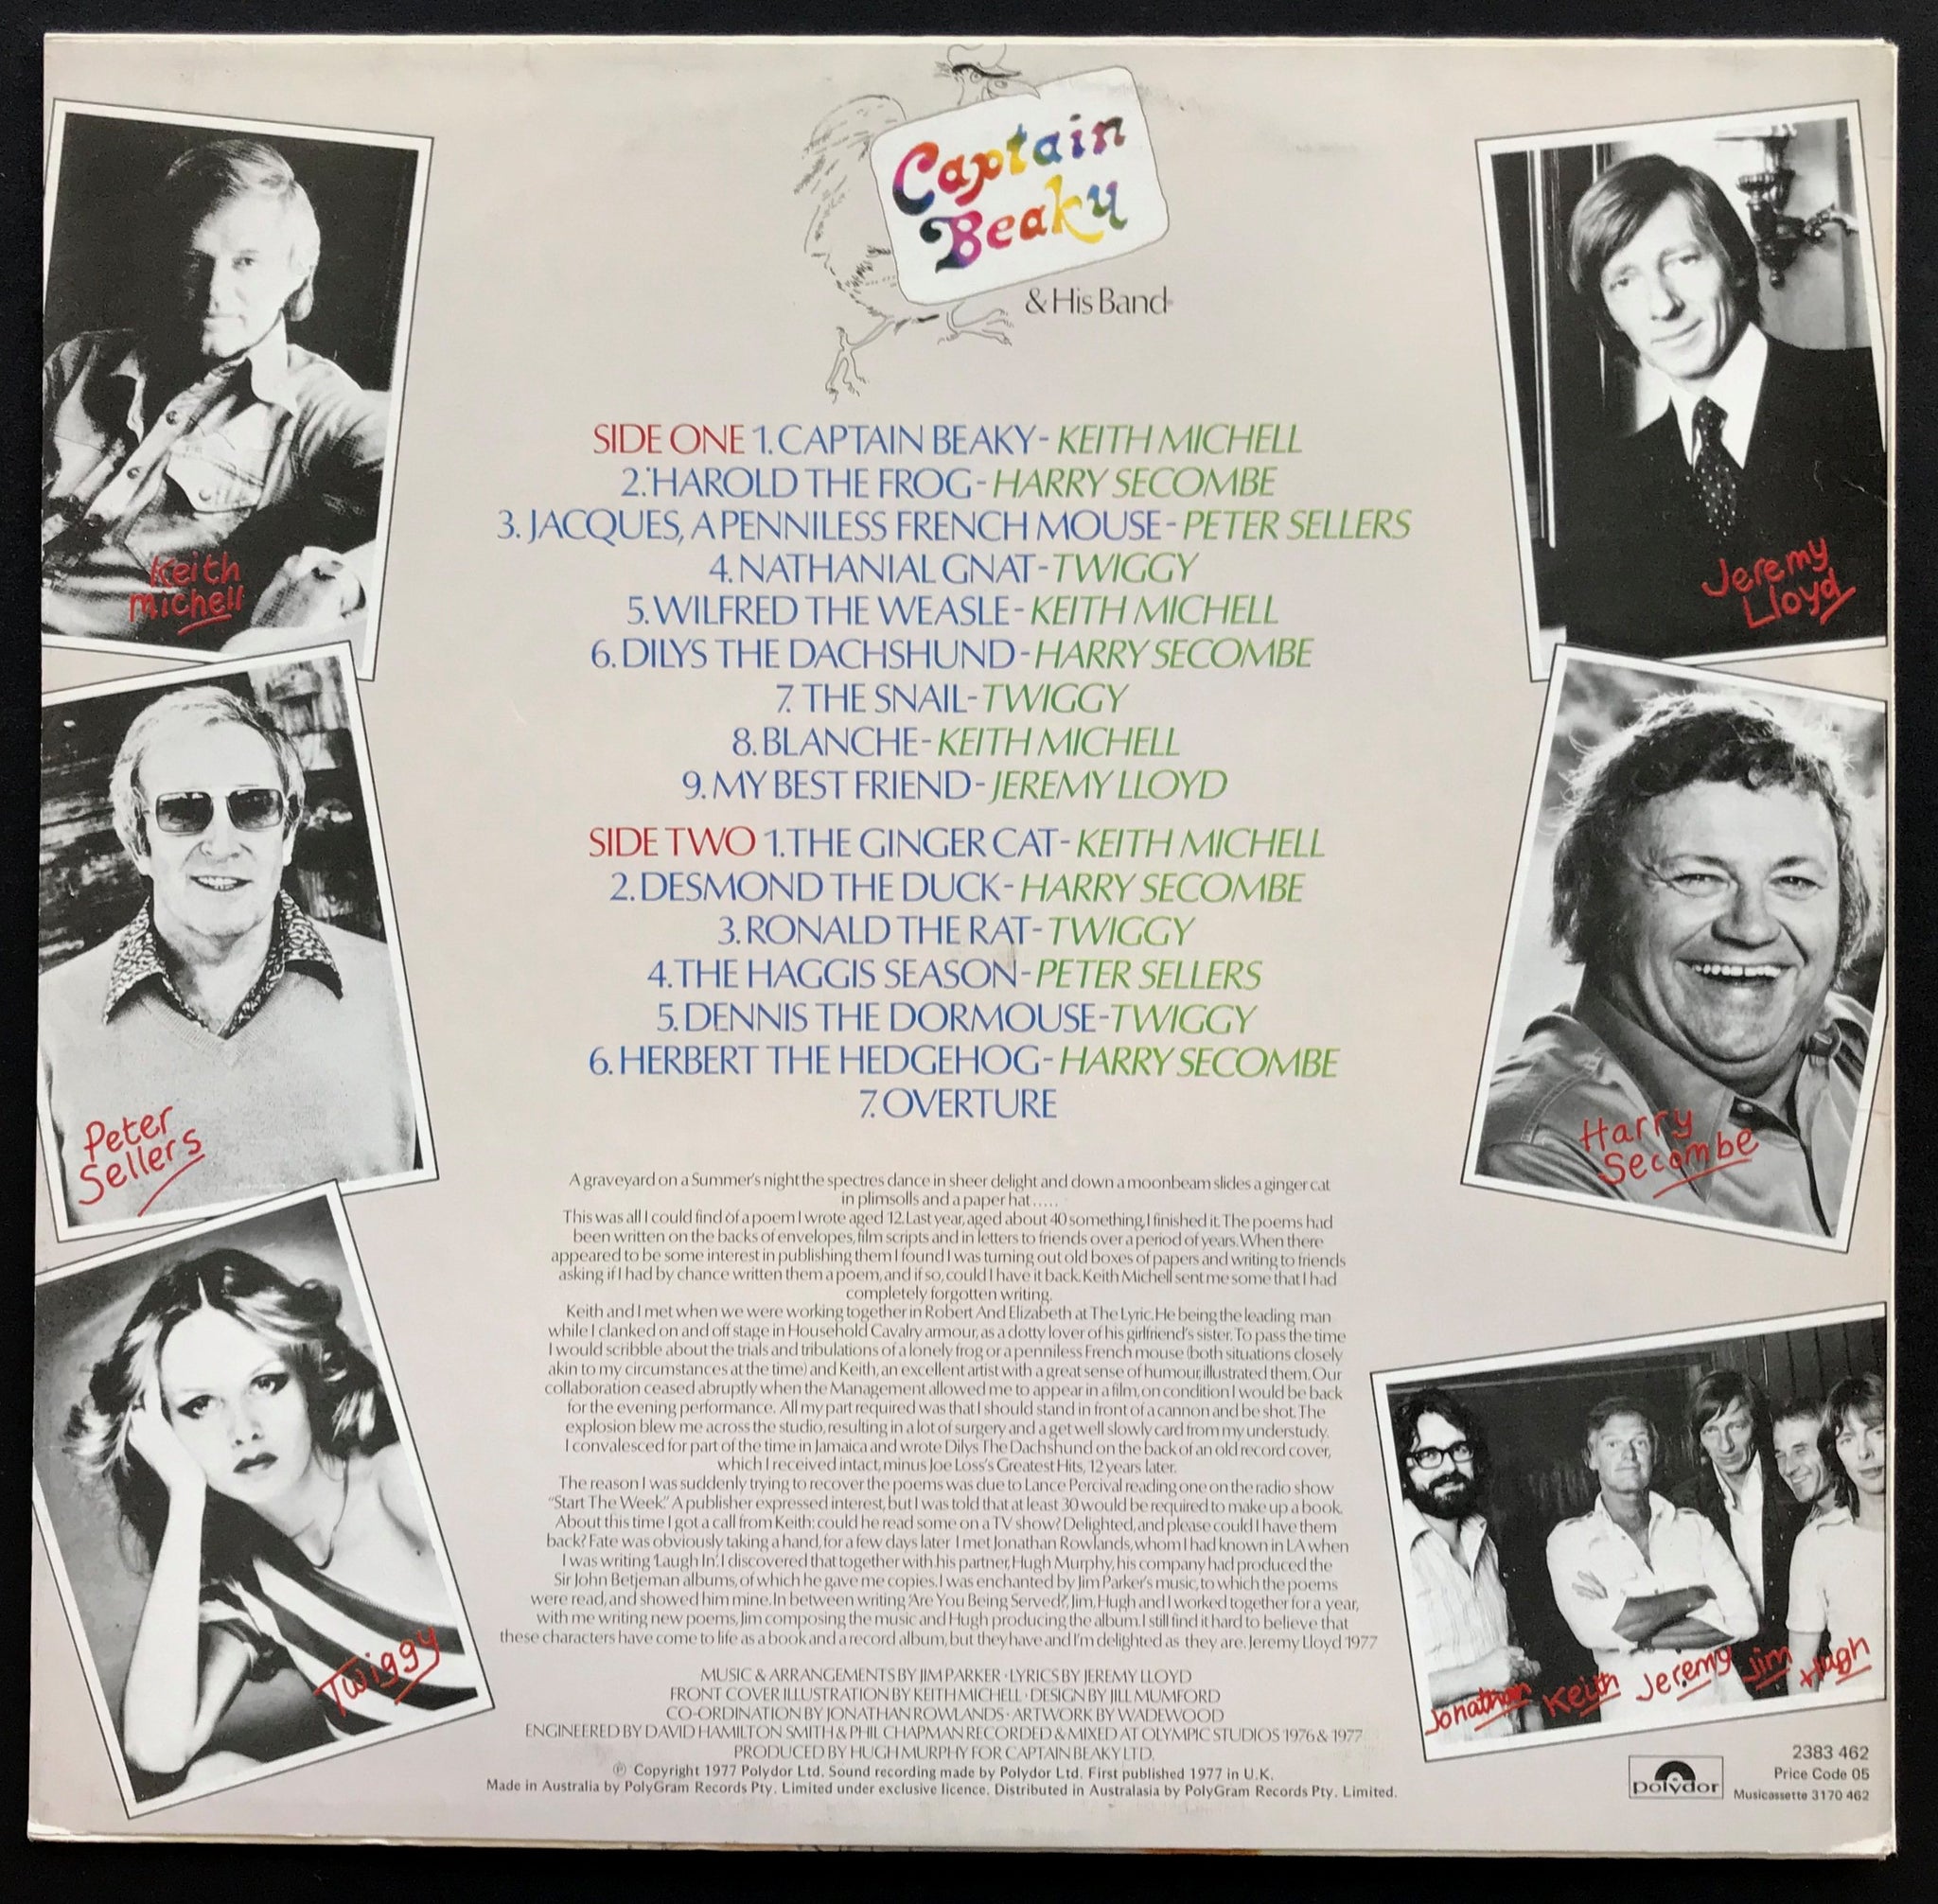 Captain
Beaky
& His Band
SIDE ONE 1. CAPTAIN BEAKY - KEITH MICHELL
2. HAROLD THE FROG - HARRY SECOMBE
3. JACQUES, A PENNILESS FRENCH MOUSE - PETER SELLERS
4. NATHANIAL GNAT - TWIGGY
5. WILFRED THE WEASLE - KEITH MICHELL
6. DILYS THE DACHSHUND - HARRY SECOMBE
7. THE SNAIL - TWIGGY
8. BLANCHE - KEITH MICHELL
9. MY BEST FRIEND - JEREMY LLOYD
SIDE TWO 1. THE GINGER CAT - KEITH MICHELL
2. DESMOND THE DUCK - HARRY SECOMBE
3. RONALD THE RAT - TWIGGY
4. THE HAGGIS SEASON - PETER SELLERS
5. DENNIS THE DORMOUSE - TWIGGY
6. HERBERT THE HEDGEHOG - HARRY SECOMBE
7. OVERTURE
Keith
Michell
Peter
Sellers
Twiggy
Jeremy
Lloyd
Harry
Secombe
Jonathan Keith Jeremy Jim Hugh
A graveyard on a Summer's night the spectres dance in sheer delight and down a moonbeam slides a ginger cat
in plimsolls and a paper hat.....
This was all I could find of a poem I wrote aged 12. Last year, aged about 40 something, I finished it. The poems had
been written on the backs of envelopes, film scripts and in letters to friends over a period of years. When there
appeared to be some interest in publishing them I found I was turning out old boxes of papers and writing to friends
asking if I had by chance written them a poem, and if so, could I have it back. Keith Michell sent me some that I had
completely forgotten writing.
Keith and I met when we were working together in Robert And Elizabeth at The Lyric. He being the leading man
while I clanked on and off stage in Household Cavalry armour, as a dotty lover of his girlfriend's sister. To pass the time
I would scribble about the trials and tribulations of a lonely frog or a penniless French mouse (both situations closely
akin to my circumstances at the time) and Keith, an excellent artist with a great sense of humour, illustrated them. Our
collaboration ceased abruptly when the Management allowed me to appear in a film, on condition I would be back
for the evening performance. All my part required was that I should stand in front of a cannon and be shot. The
explosion blew me across the studio, resulting in a lot of surgery and a get well slowly card from my understudy.
I convalesced for part of the time in Jamaica and wrote Dilys The Dachshund on the back of an old record cover,
which I received intact, minus Joe Loss's Greatest Hits, 12 years later.
The reason I was suddenly trying to recover the poems was due to Lance Percival reading one on the radio show
"Start The Week." A publisher expressed interest, but I was told that at least 30 would be required to make up a book.
About this time I got a call from Keith: could he read some on a TV show? Delighted, and please could I have them
back? Fate was obviously taking a hand, for a few days later I met Jonathan Rowlands, whom I had known in LA when
I was writing 'Laugh In'. I discovered that together with his partner, Hugh Murphy, his company had produced the
Sir John Betjeman albums, of which he gave me copies. I was enchanted by Jim Parker's music, to which the poems
were read, and showed him mine. In between writing 'Are You Being Served?', Jim, Hugh and I worked together for a year,
with me writing new poems, Jim composing the music and Hugh producing the album. I still find it hard to believe that
these characters have come to life as a book and a record album, but they have and I'm delighted as they are. Jeremy Lloyd 1977
MUSIC & ARRANGEMENTS BY JIM PARKER · LYRICS BY JEREMY LLOYD
FRONT COVER ILLUSTRATION BY KEITH MICHELL · DESIGN BY JILL MUMFORD
CO-ORDINATION BY JONATHAN ROWLANDS · ARTWORK BY WADEWOOD
ENGINEERED BY DAVID HAMILTON SMITH & PHIL CHAPMAN RECORDED & MIXED AT OLYMPIC STUDIOS 1976 & 1977
PRODUCED BY HUGH MURPHY FOR CAPTAIN BEAKY LTD.
℗ Copyright 1977 Polydor Ltd. Sound recording made by Polydor Ltd. First published 1977 in U.K.
Made in Australia by PolyGram Records Pty. Limited under exclusive licence. Distributed in Australasia by PolyGram Records Pty. Limited.
polydor
2383 462
Price Code 05
Musicassette 3170 462